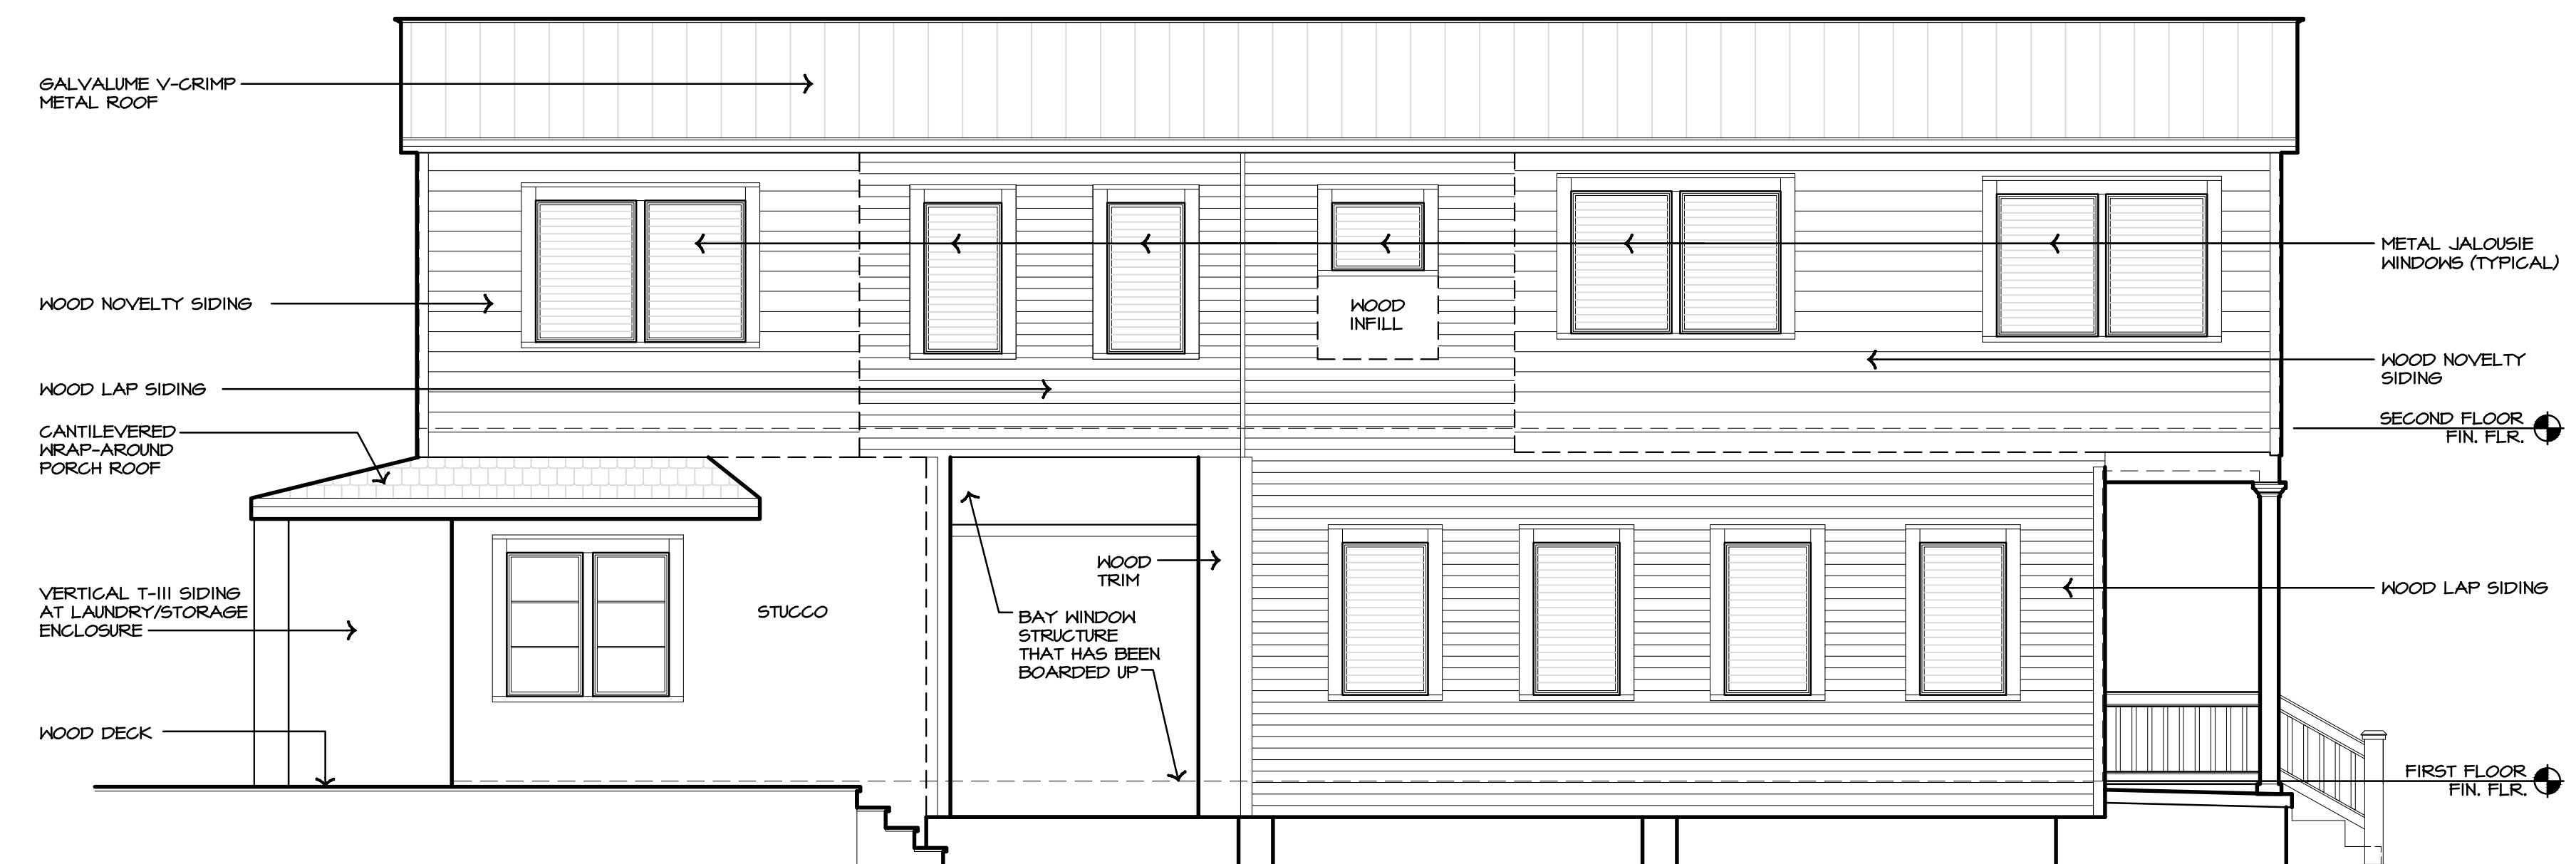 GALVALUME V-CRIMP
METAL ROOF
WOOD NOVELTY SIDING
WOOD LAP SIDING
CANTILEVERED
WRAP-AROUND
PORCH ROOF
VERTICAL T-III SIDING
AT LAUNDRY/STORAGE
ENCLOSURE
WOOD DECK
STUCCO
WOOD
INFILL
WOOD
TRIM
BAY WINDOW
STRUCTURE
THAT HAS BEEN
BOARDED UP
METAL JALOUSIE
WINDOWS (TYPICAL)
WOOD NOVELTY
SIDING
SECOND FLOOR
FIN. FLR.
WOOD LAP SIDING
FIRST FLOOR
FIN. FLR.